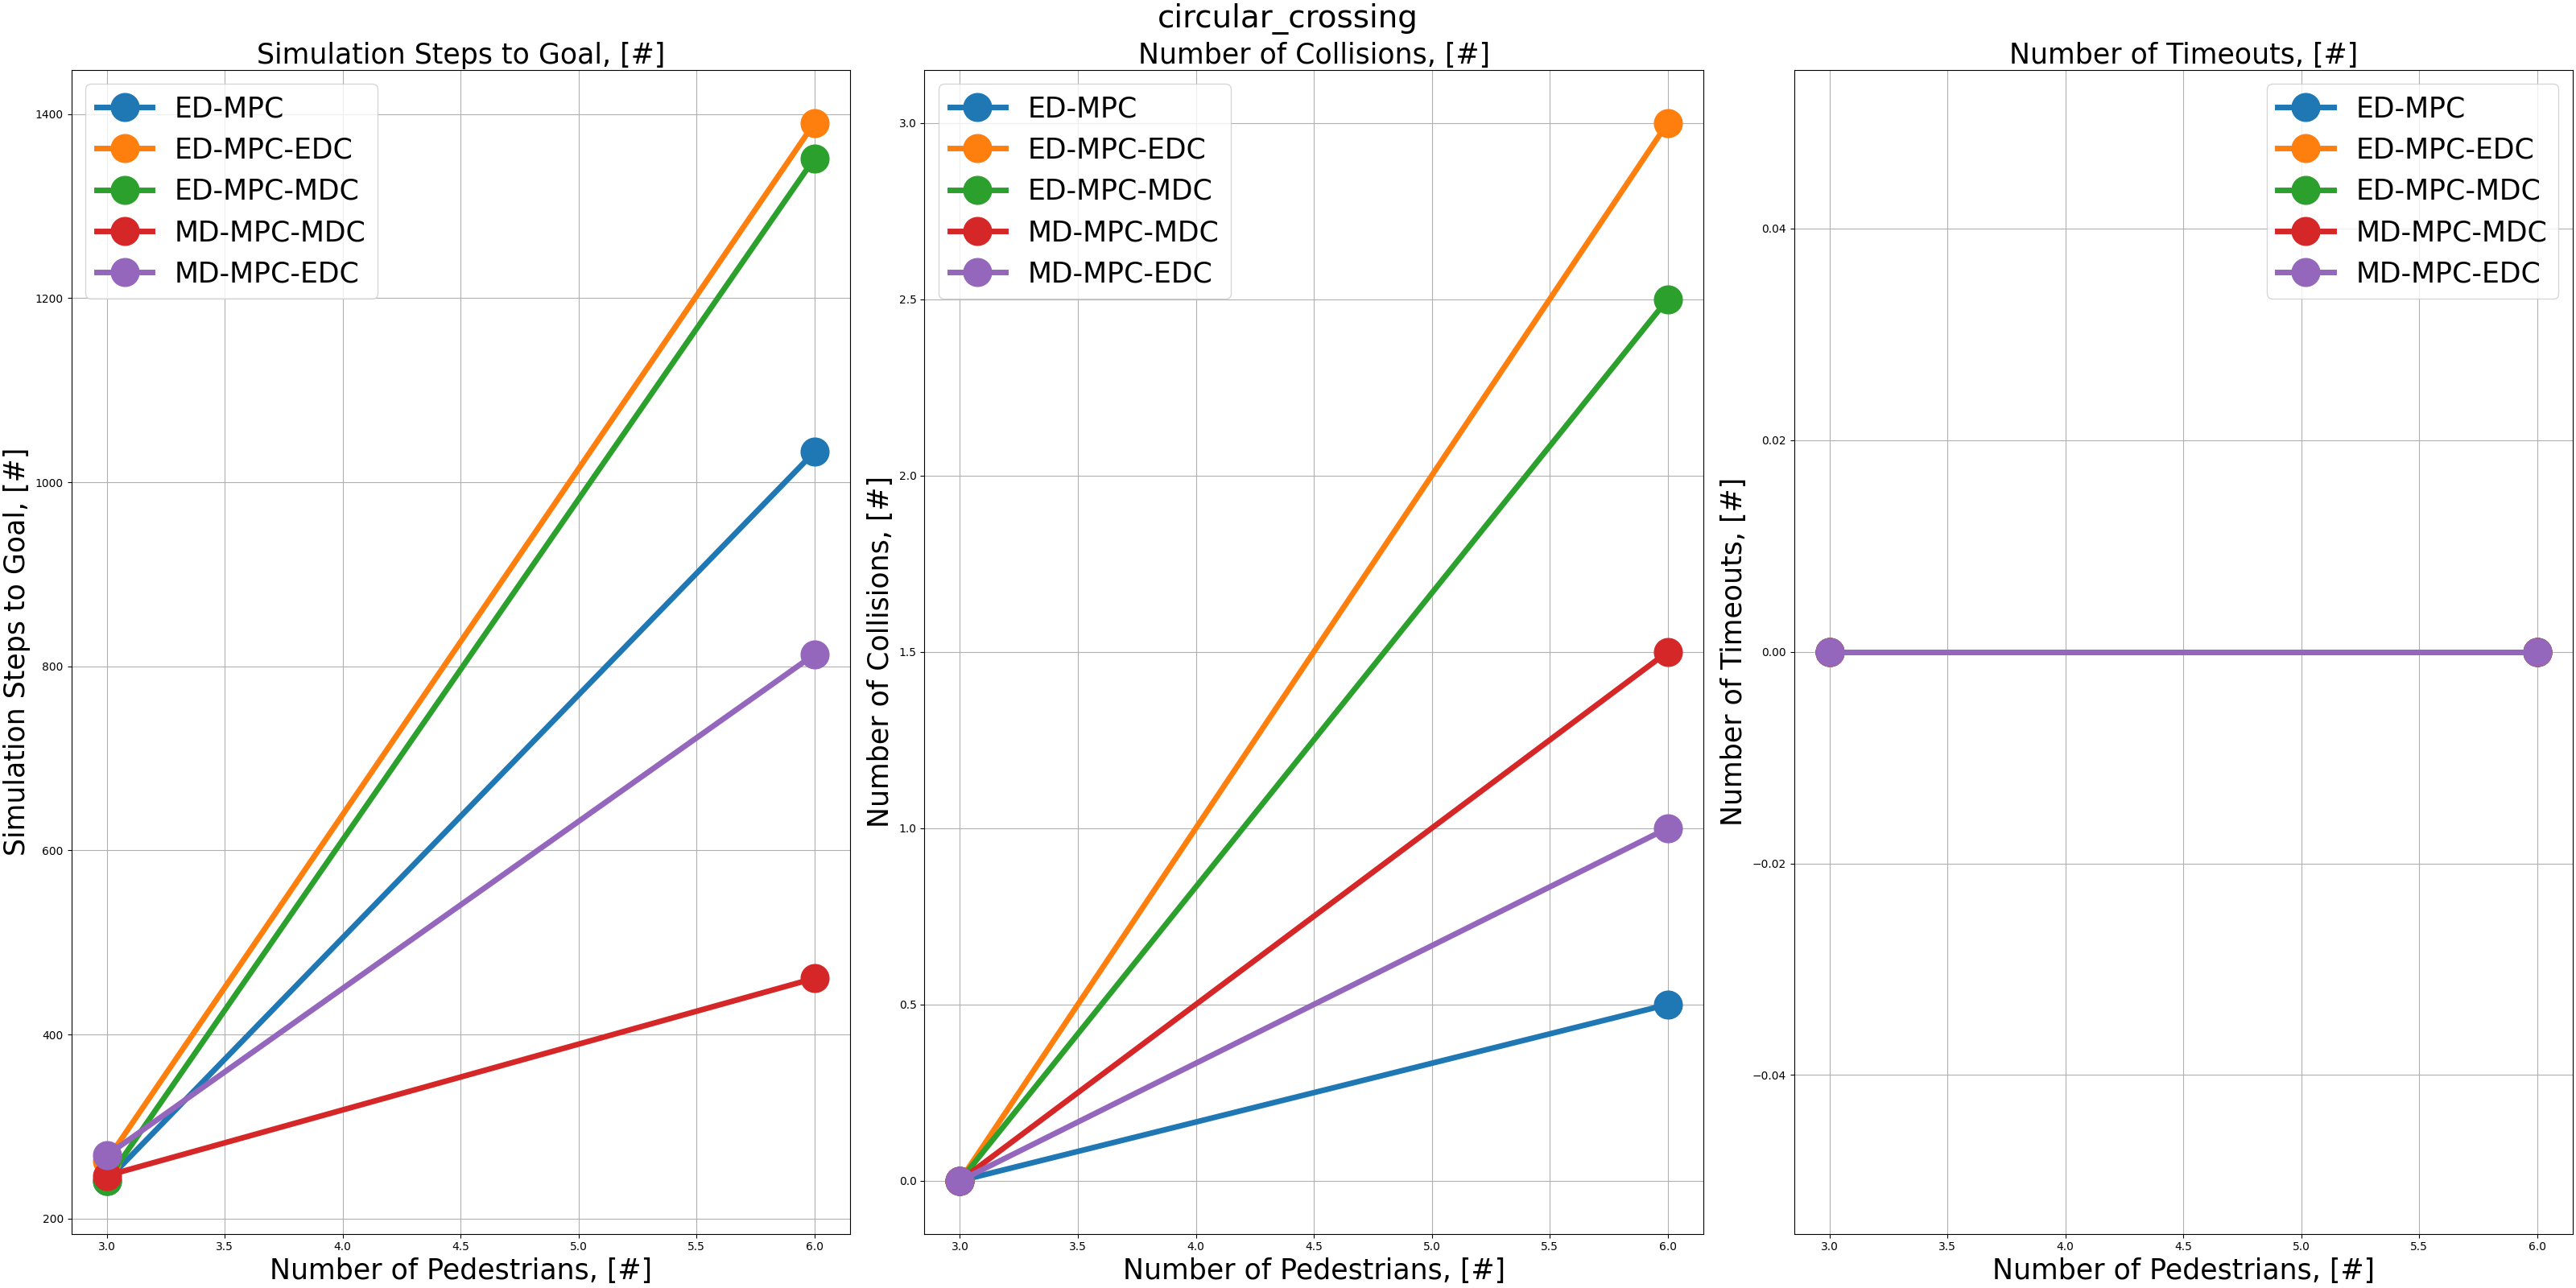 circular_crossing
Simulation Steps to Goal, [#]
1400
1200
1000
800
600
400
200
3.0
3.5
4.0
4.5
5.0
5.5
6.0
Simulation Steps to Goal, [#]
Number of Pedestrians, [#]
ED-MPC
ED-MPC-EDC
ED-MPC-MDC
MD-MPC-MDC
MD-MPC-EDC
Number of Collisions, [#]
3.0
2.5
2.0
1.5
1.0
0.5
0.0
3.0
3.5
4.0
4.5
5.0
5.5
6.0
Number of Collisions, [#]
Number of Pedestrians, [#]
ED-MPC
ED-MPC-EDC
ED-MPC-MDC
MD-MPC-MDC
MD-MPC-EDC
Number of Timeouts, [#]
0.04
0.02
0.00
−0.02
−0.04
3.0
3.5
4.0
4.5
5.0
5.5
6.0
Number of Timeouts, [#]
Number of Pedestrians, [#]
ED-MPC
ED-MPC-EDC
ED-MPC-MDC
MD-MPC-MDC
MD-MPC-EDC